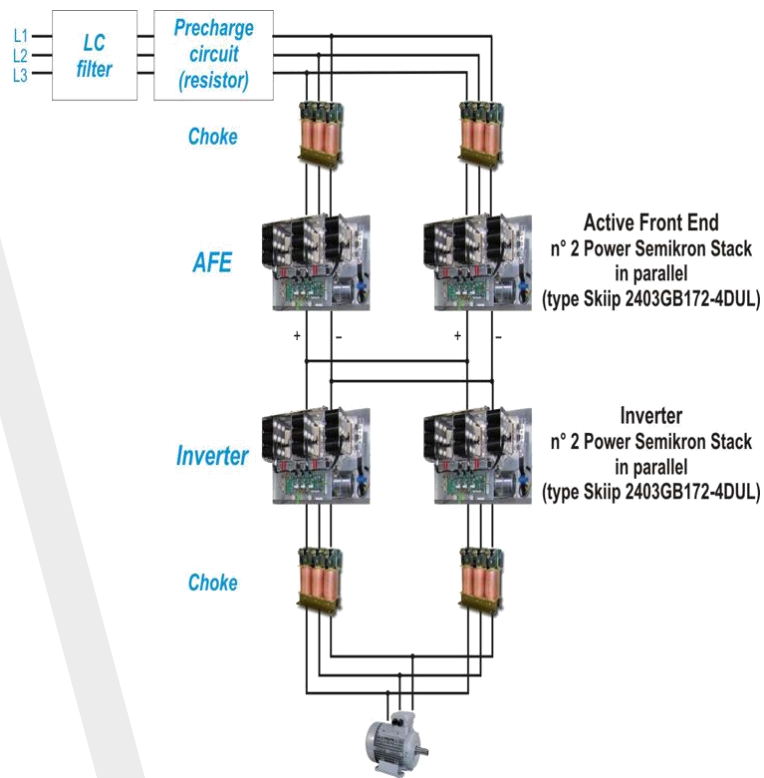 L1
L2
L3
LC
filter
Precharge
circuit
(resistor)
Choke
AFE
Active Front End
n° 2 Power Semikron Stack
in parallel
(type Skiip 2403GB172-4DUL)
+ − + −
Inverter
Inverter
n° 2 Power Semikron Stack
in parallel
(type Skiip 2403GB172-4DUL)
Choke